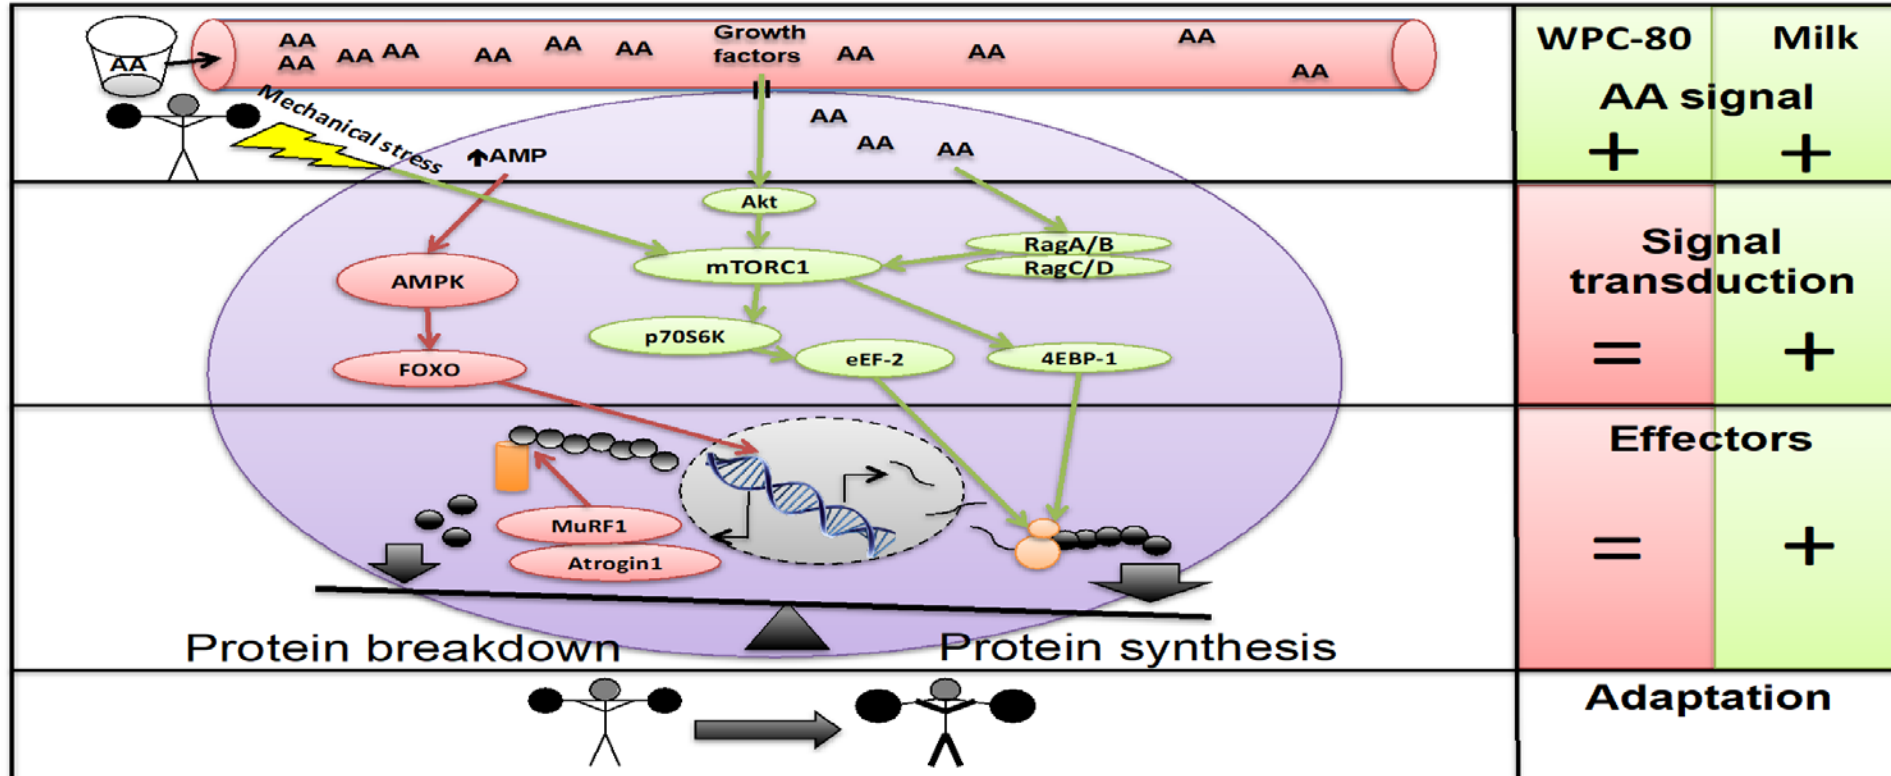 AA
AA
AA
AA
AA
AA
AA
AA
Growth
factors
AA
AA
AA
AA
Mechanical stress
↑AMP
AA
AA
AA
Akt
RagA/B
RagC/D
mTORC1
AMPK
p70S6K
eEF-2
4EBP-1
FOXO
MuRF1
Atrogin1
Protein breakdown
Protein synthesis
WPC-80 Milk
AA signal
+ +
Signal
transduction
= +
Effectors
= +
Adaptation